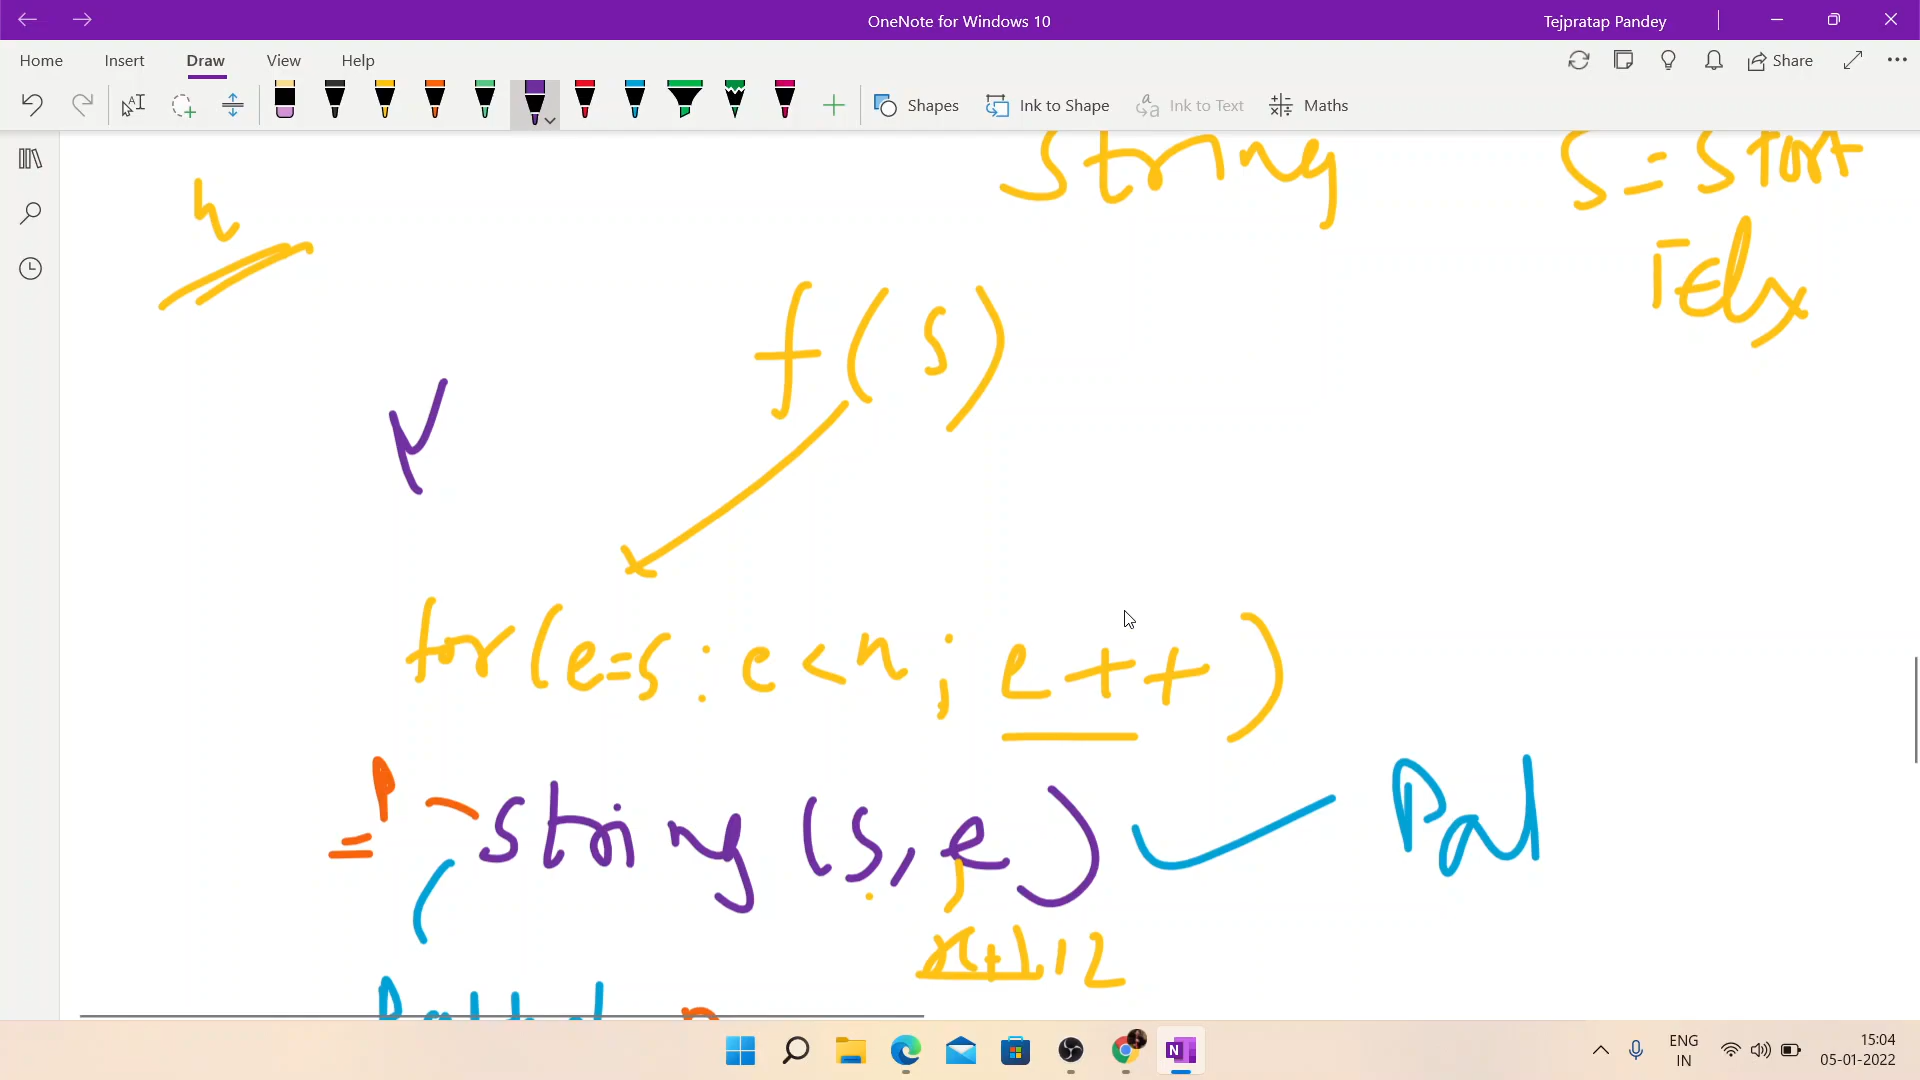 OneNote for Windows 10
Tejpratap Pandey
Home Insert Draw View Help
Share
Shapes Ink to Shape Ink to Text Maths
String
S = Start
Idx
n
f(s)
for(e=s; e<n; e++)
=P String (s, e) Pal
ENG
IN
15:04
05-01-2022